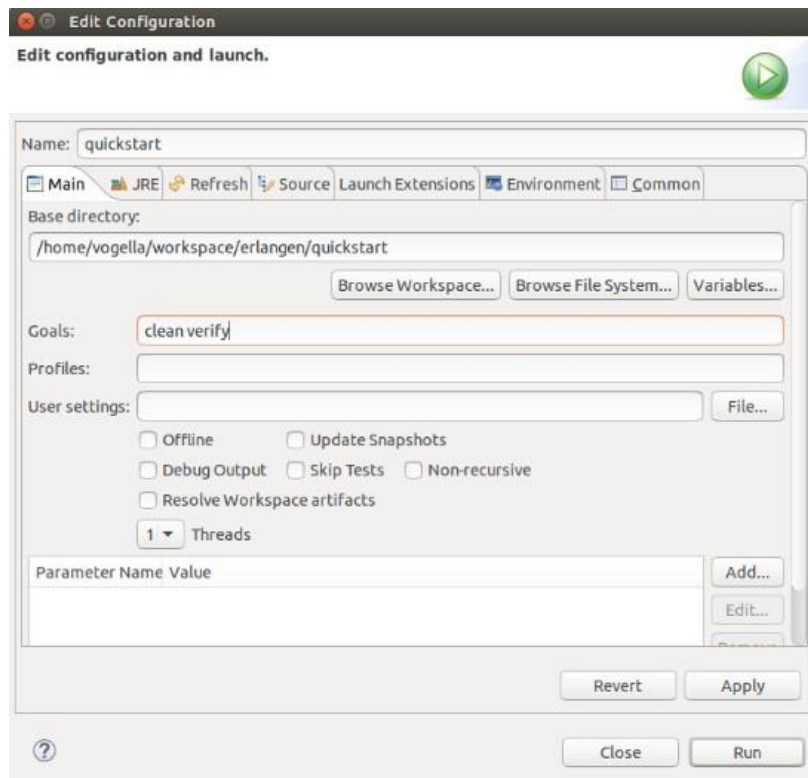 Edit Configuration
Edit configuration and launch.
Name: quickstart
Main JRE Refresh Source Launch Extensions Environment Common
Base directory:
/home/vogella/workspace/erlangen/quickstart
Browse Workspace... Browse File System... Variables...
Goals: clean verify
Profiles:
User settings: File...
Offline Update Snapshots
Debug Output Skip Tests Non-recursive
Resolve Workspace artifacts
1 Threads
Parameter Name Value Add...
Edit...
Revert Apply
? Close Run